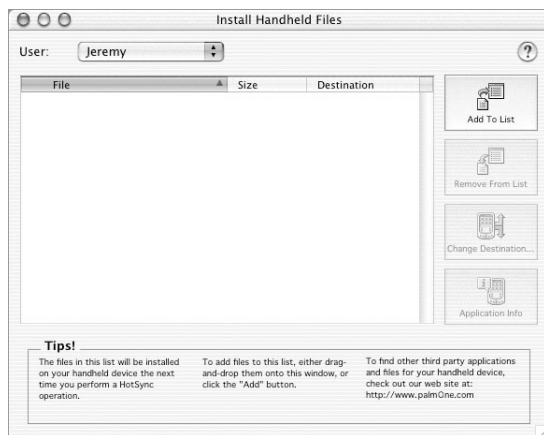 Install Handheld Files
User: Jeremy
?
File Size Destination
Add To List
Remove From List
Change Destination...
Application Info
Tips!
The files in this list will be installed
on your handheld device the next
time you perform a HotSync
operation.
To add files to this list, either drag-
and-drop them onto this window, or
click the "Add" button.
To find other third party applications
and files for your handheld device,
check out our web site at:
http://www.palmOne.com